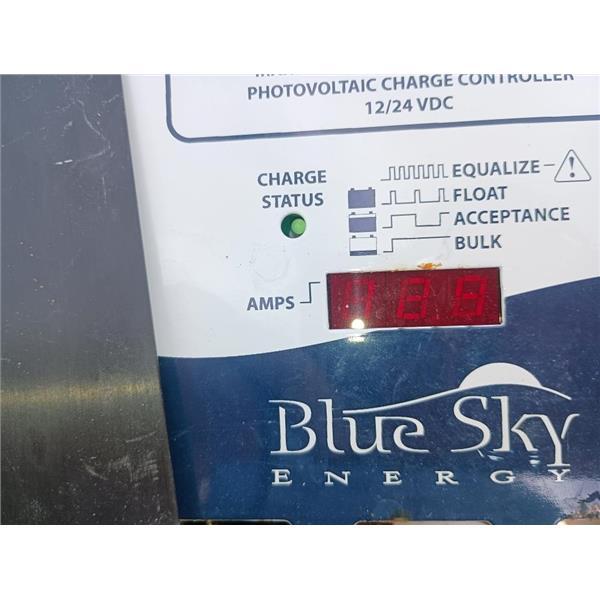 PHOTOVOLTAIC CHARGE CONTROLLER
12/24 VDC
CHARGE STATUS
EQUALIZE
FLOAT
ACCEPTANCE
BULK
AMPS
Blue Sky
ENERGY